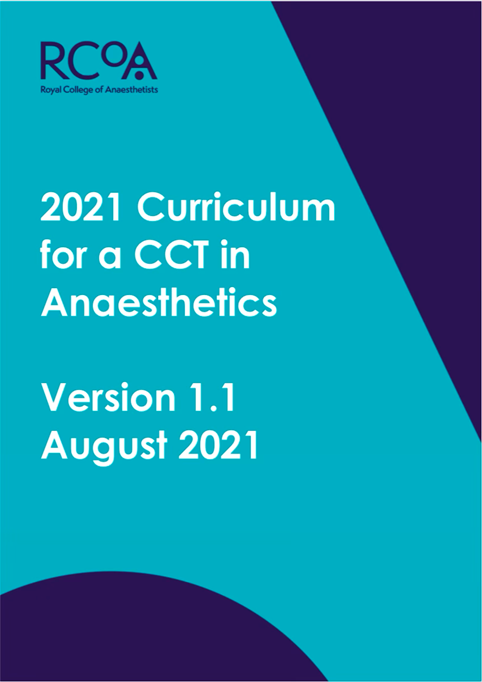 RCoA
Royal College of Anaesthetists
2021 Curriculum
for a CCT in
Anaesthetics
Version 1.1
August 2021